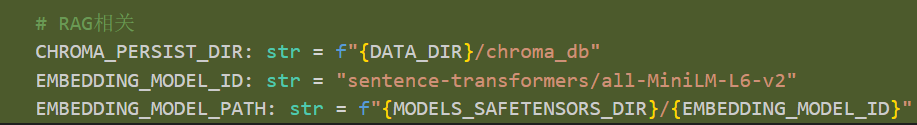 # RAG相关
CHROMA_PERSIST_DIR: str = f"{DATA_DIR}/chroma_db"
EMBEDDING_MODEL_ID: str = "sentence-transformers/all-MiniLM-L6-v2"
EMBEDDING_MODEL_PATH: str = f"{MODELS_SAFETENSORS_DIR}/{EMBEDDING_MODEL_ID}"